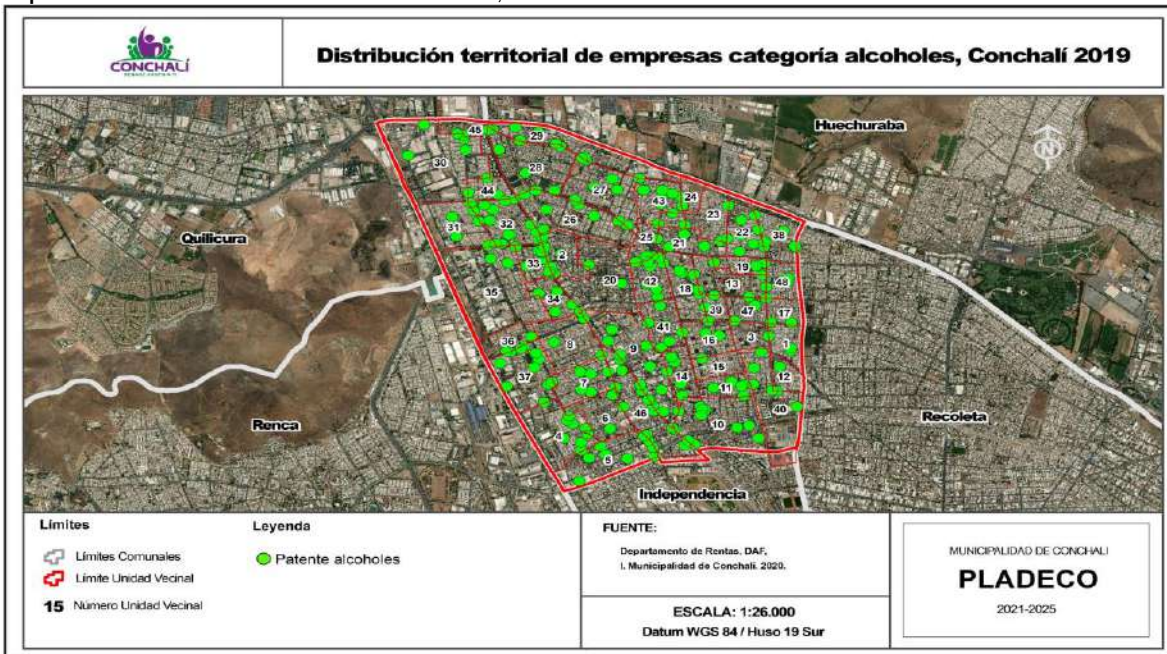 CONCHALÍ
Distribución territorial de empresas categoría alcoholes, Conchalí 2019
Huechuraba
Quilicura
Renca
Recoleta
Independencia
N
45
29
30
28
44
27
24
43
23
31
32
26
22
38
25
21
2
33
19
20
42
18
13
48
35
34
39
47
17
41
36
8
9
16
3
1
37
15
7
14
11
12
46
40
6
10
4
5
Límites
Límites Comunales
Límite Unidad Vecinal
15 Número Unidad Vecinal
Leyenda
Patente alcoholes
FUENTE:
Departamento de Rentas, DAF,
I. Municipalidad de Conchalí. 2020.
ESCALA: 1:26.000
Datum WGS 84 / Huso 19 Sur
MUNICIPALIDAD DE CONCHALI
PLADECO
2021-2025